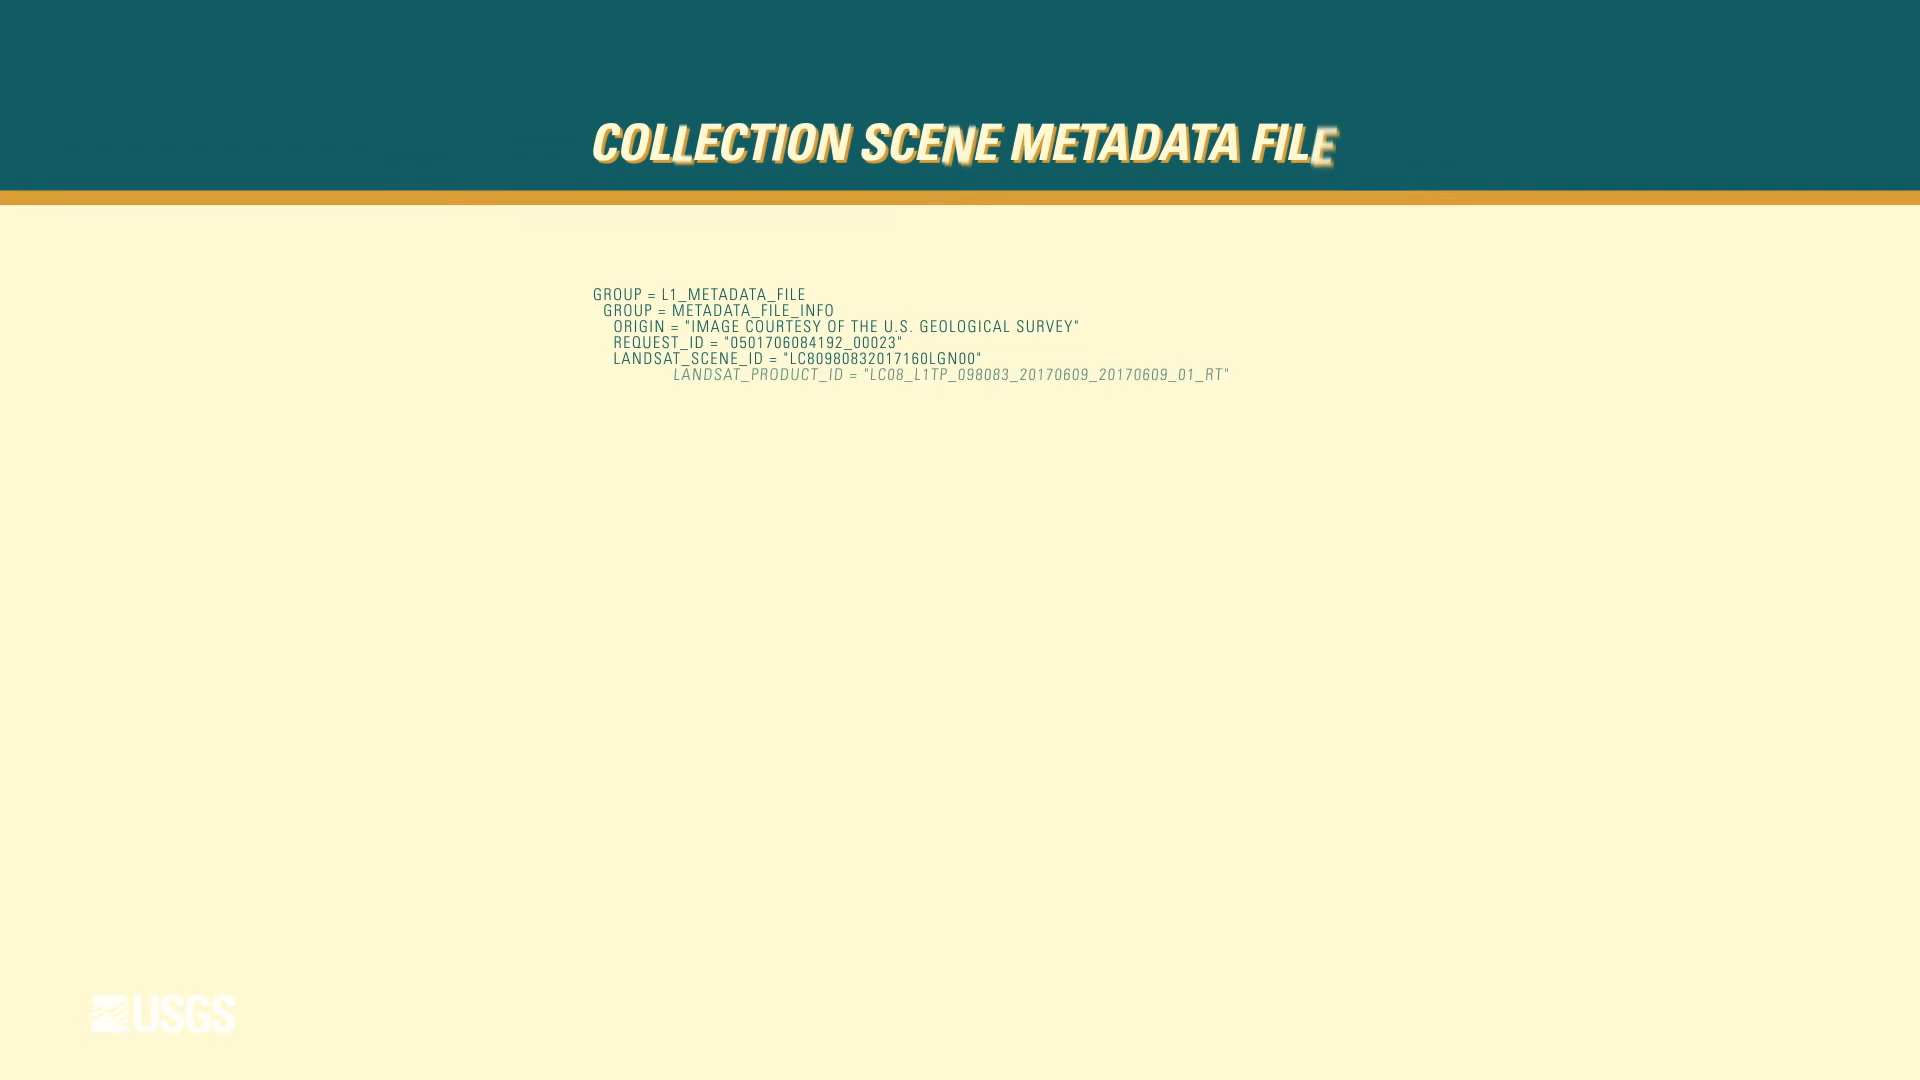 COLLECTION SCENE METADATA FILE
GROUP = L1_METADATA_FILE
GROUP = METADATA_FILE_INFO
ORIGIN = "IMAGE COURTESY OF THE U.S. GEOLOGICAL SURVEY"
REQUEST_ID = "0501706084192_00023"
LANDSAT_SCENE_ID = "LC80980832017160LGN00"
LANDSAT_PRODUCT_ID = "LC08_L1TP_098083_20170609_20170609_01_RT"
USGS